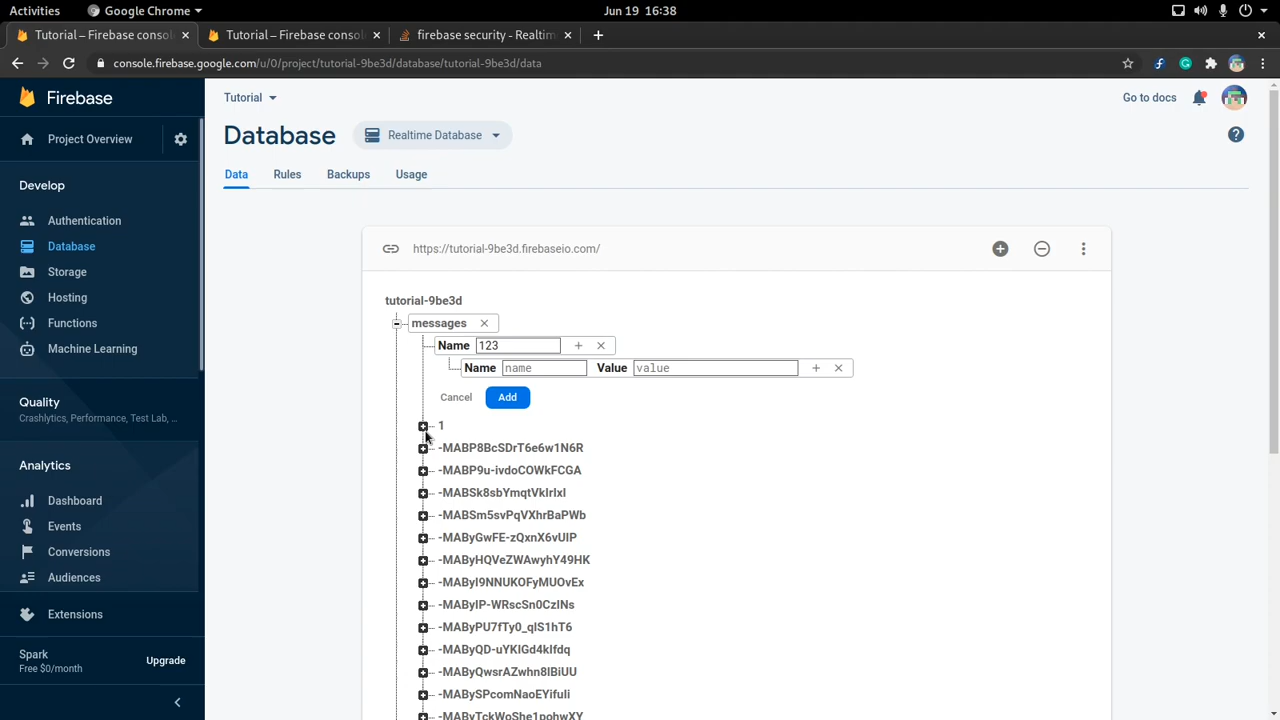 Activities
Google Chrome
Jun 19 16:38
Tutorial – Firebase consol
Tutorial – Firebase consol
firebase security - Realtim
console.firebase.google.com/u/0/project/tutorial-9be3d/database/tutorial-9be3d/data
Firebase
Tutorial
Go to docs
Project Overview
Database
Realtime Database
Data
Rules
Backups
Usage
Develop
Authentication
Database
Storage
Hosting
Functions
Machine Learning
Quality
Crashlytics, Performance, Test Lab, …
Analytics
Dashboard
Events
Conversions
Audiences
Extensions
Spark
Free $0/month
Upgrade
https://tutorial-9be3d.firebaseio.com/
tutorial-9be3d
messages
Name 123
Name name Value value
Cancel Add
1
-MABP8BcSDrT6e6w1N6R
-MABP9u-ivdoCOWkFCGA
-MABSk8sbYmqtVkIrIxI
-MABSm5svPqVXhrBaPWb
-MAByGwFE-zQxnX6vUIP
-MAByHQVeZWAwyhY49HK
-MAByI9NNUKOFyMUOvEx
-MAByIP-WRscSn0CzINs
-MAByPU7fTy0_qIS1hT6
-MAByQD-uYKIGd4kIfdq
-MAByQwsrAZwhn8IBiUU
-MABySPcomNaoEYifuIi
-MAByTckWoShe1pohwXY